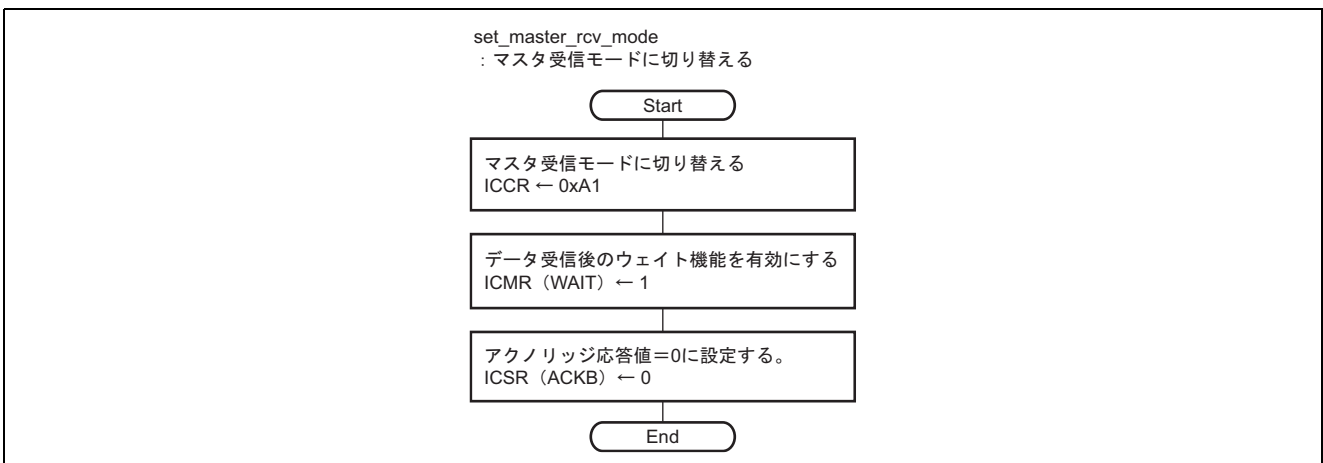 set_master_rcv_mode
：マスタ受信モードに切り替える
Start
マスタ受信モードに切り替える
ICCR ← 0xA1
データ受信後のウェイト機能を有効にする
ICMR（WAIT）← 1
アクノリッジ応答値＝0に設定する。
ICSR（ACKB）← 0
End